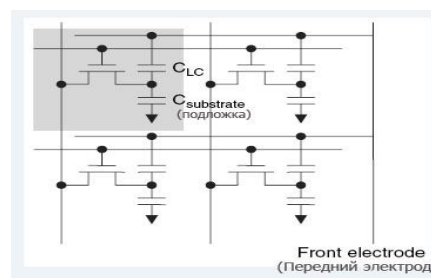 CLC
Csubstrate
(подложка)
Front electrode
(Передний электрод